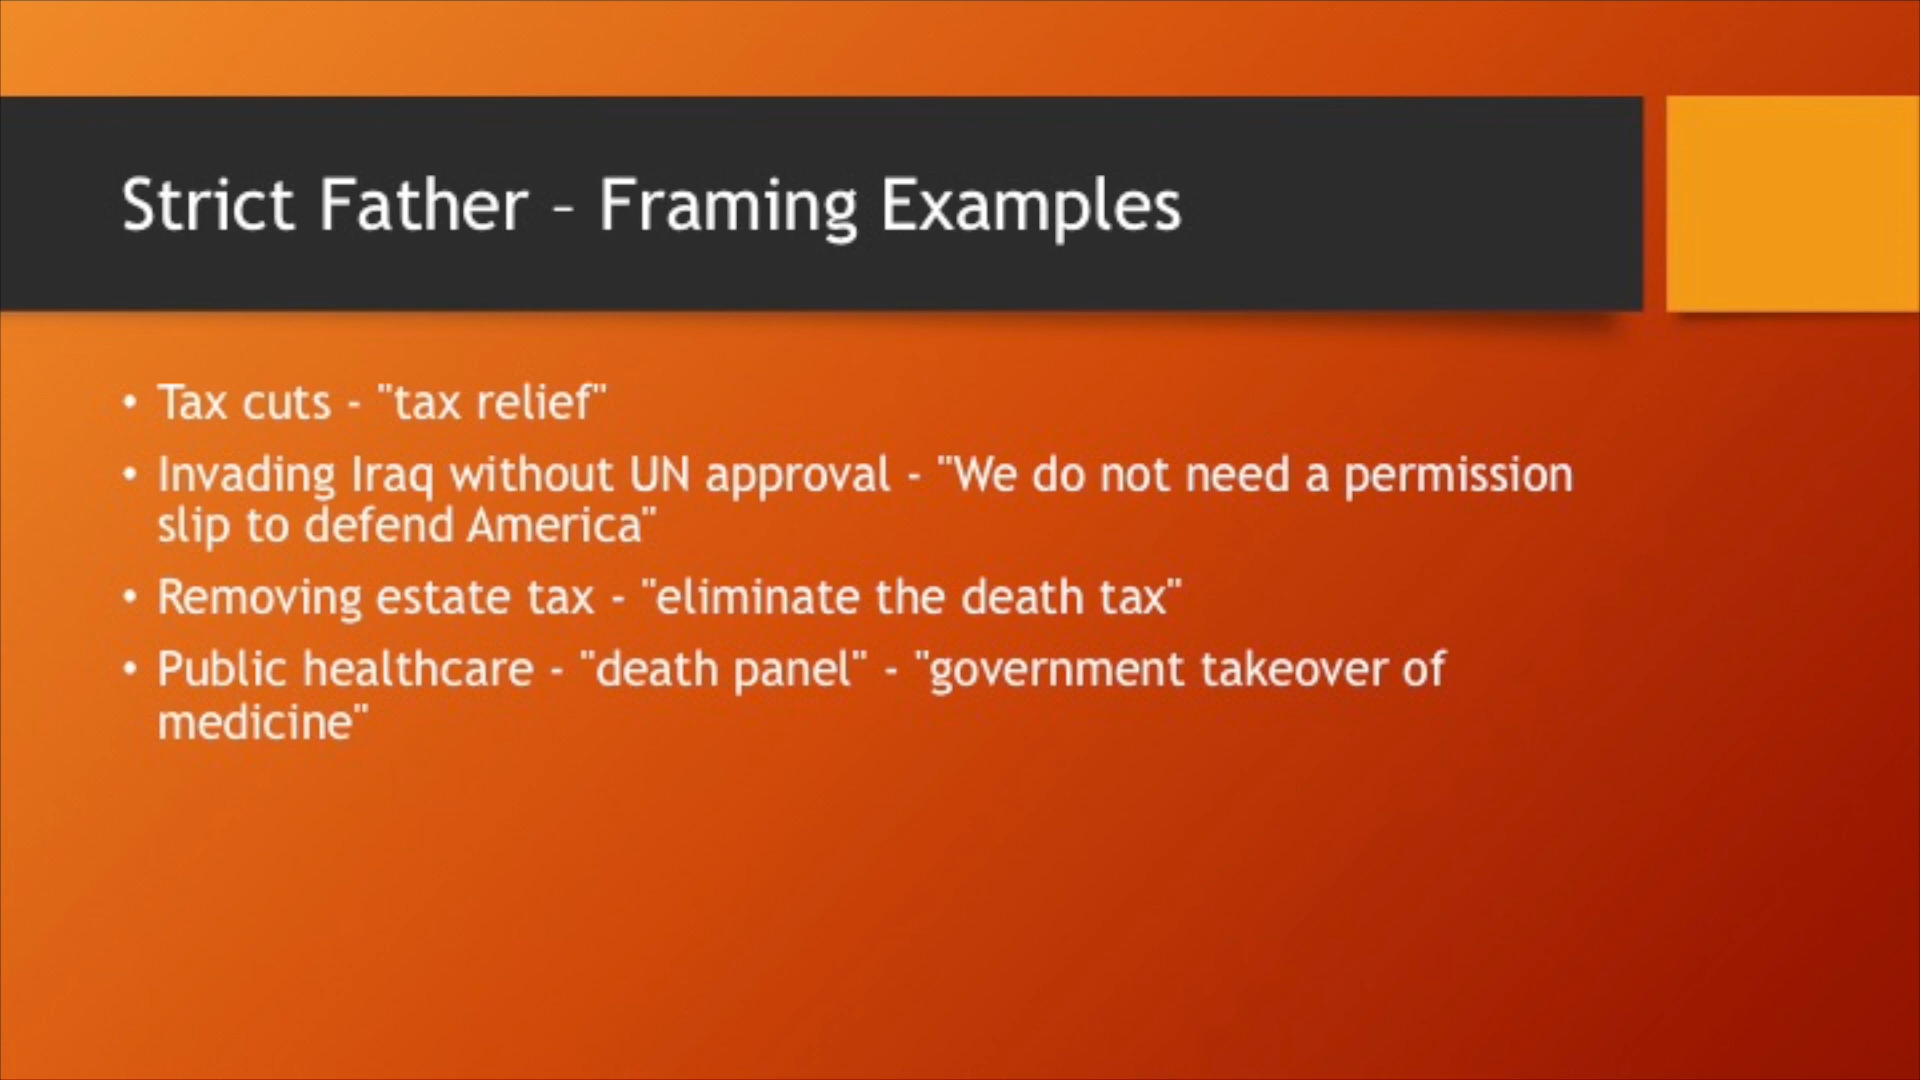 Strict Father – Framing Examples
• Tax cuts - "tax relief"
• Invading Iraq without UN approval - "We do not need a permission
slip to defend America"
• Removing estate tax - "eliminate the death tax"
• Public healthcare - "death panel" - "government takeover of
medicine"